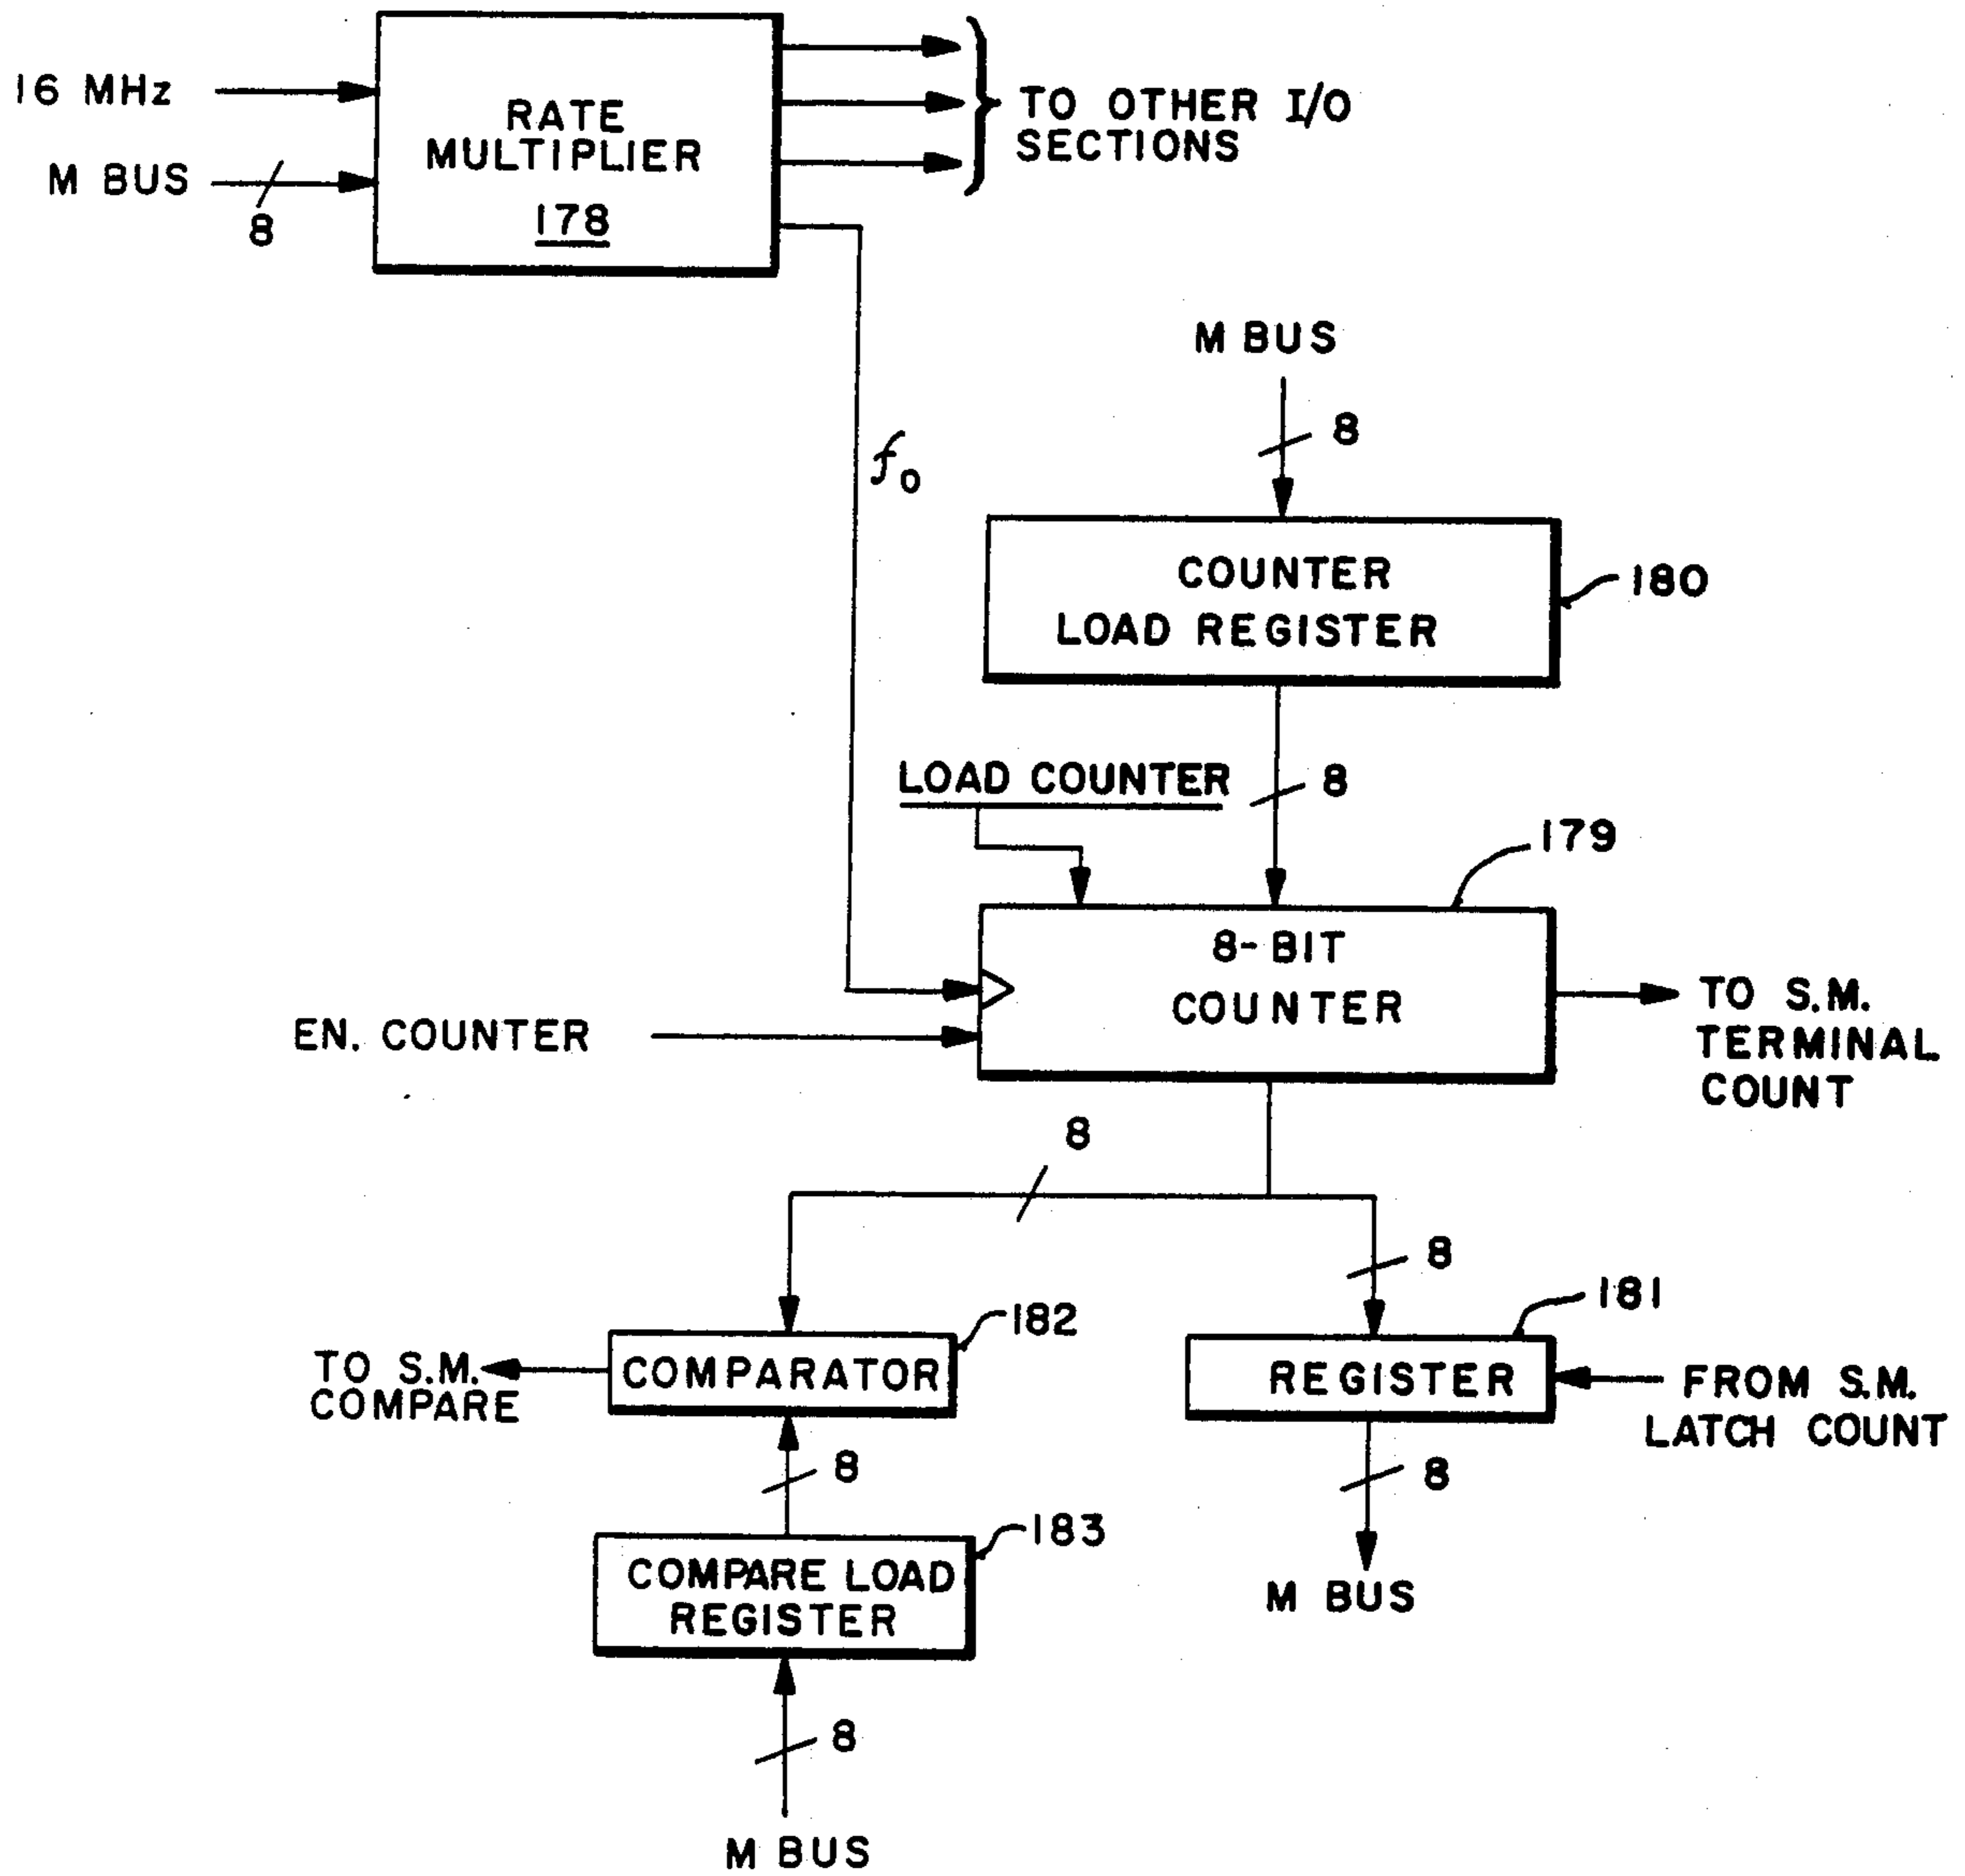 16 MHz
M BUS
8
RATE
MULTIPLIER
178
TO OTHER I/O
SECTIONS
f0
M BUS
8
COUNTER
LOAD REGISTER
180
LOAD COUNTER
8
179
8-BIT
COUNTER
EN. COUNTER
TO S.M.
TERMINAL
COUNT
8
8
182
181
TO S.M.
COMPARE
COMPARATOR
REGISTER
FROM S.M.
LATCH COUNT
8
8
183
COMPARE LOAD
REGISTER
M BUS
8
M BUS